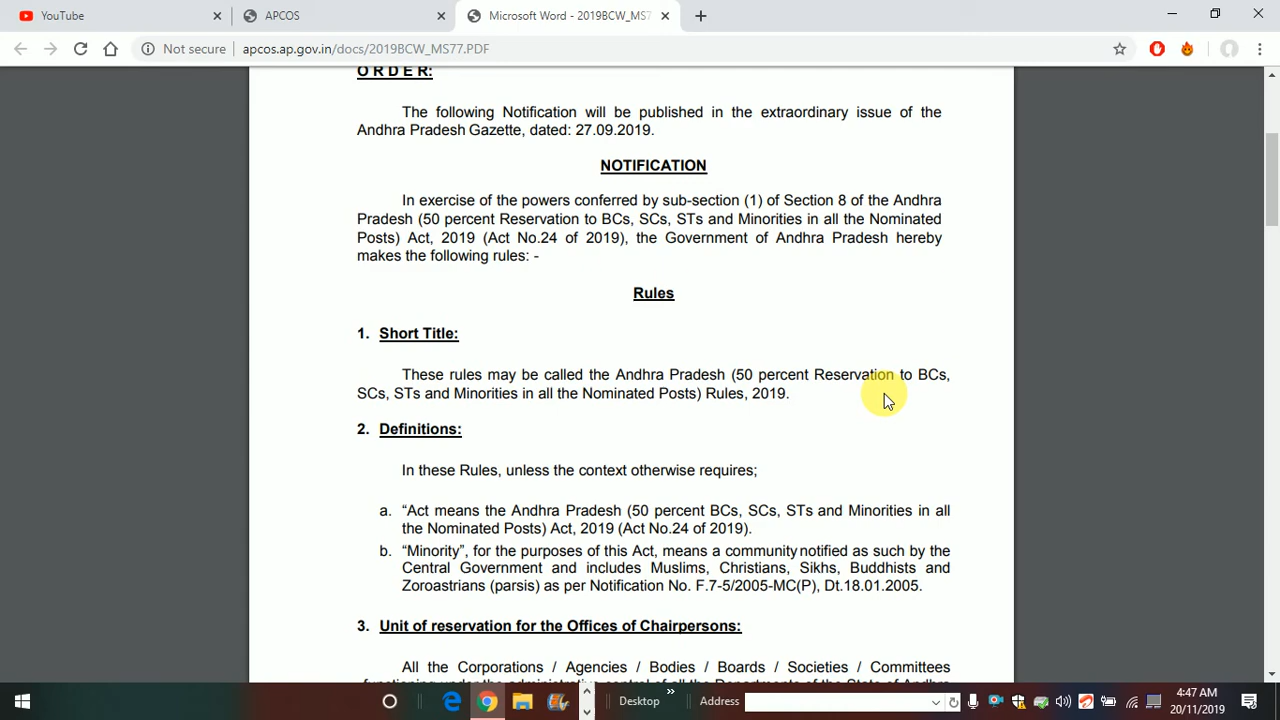 YouTube
APCOS
Microsoft Word - 2019BCW_MS77
Not secure
apcos.ap.gov.in/docs/2019BCW_MS77.PDF
O R D E R:
The following Notification will be published in the extraordinary issue of the
Andhra Pradesh Gazette, dated: 27.09.2019.
NOTIFICATION
In exercise of the powers conferred by sub-section (1) of Section 8 of the Andhra
Pradesh (50 percent Reservation to BCs, SCs, STs and Minorities in all the Nominated
Posts) Act, 2019 (Act No.24 of 2019), the Government of Andhra Pradesh hereby
makes the following rules: -
Rules
1. Short Title:
These rules may be called the Andhra Pradesh (50 percent Reservation to BCs,
SCs, STs and Minorities in all the Nominated Posts) Rules, 2019.
2. Definitions:
In these Rules, unless the context otherwise requires;
a. “Act means the Andhra Pradesh (50 percent BCs, SCs, STs and Minorities in all
the Nominated Posts) Act, 2019 (Act No.24 of 2019).
b. “Minority”, for the purposes of this Act, means a community notified as such by the
Central Government and includes Muslims, Christians, Sikhs, Buddhists and
Zoroastrians (parsis) as per Notification No. F.7-5/2005-MC(P), Dt.18.01.2005.
3. Unit of reservation for the Offices of Chairpersons:
All the Corporations / Agencies / Bodies / Boards / Societies / Committees
Desktop
Address
4:47 AM
20/11/2019